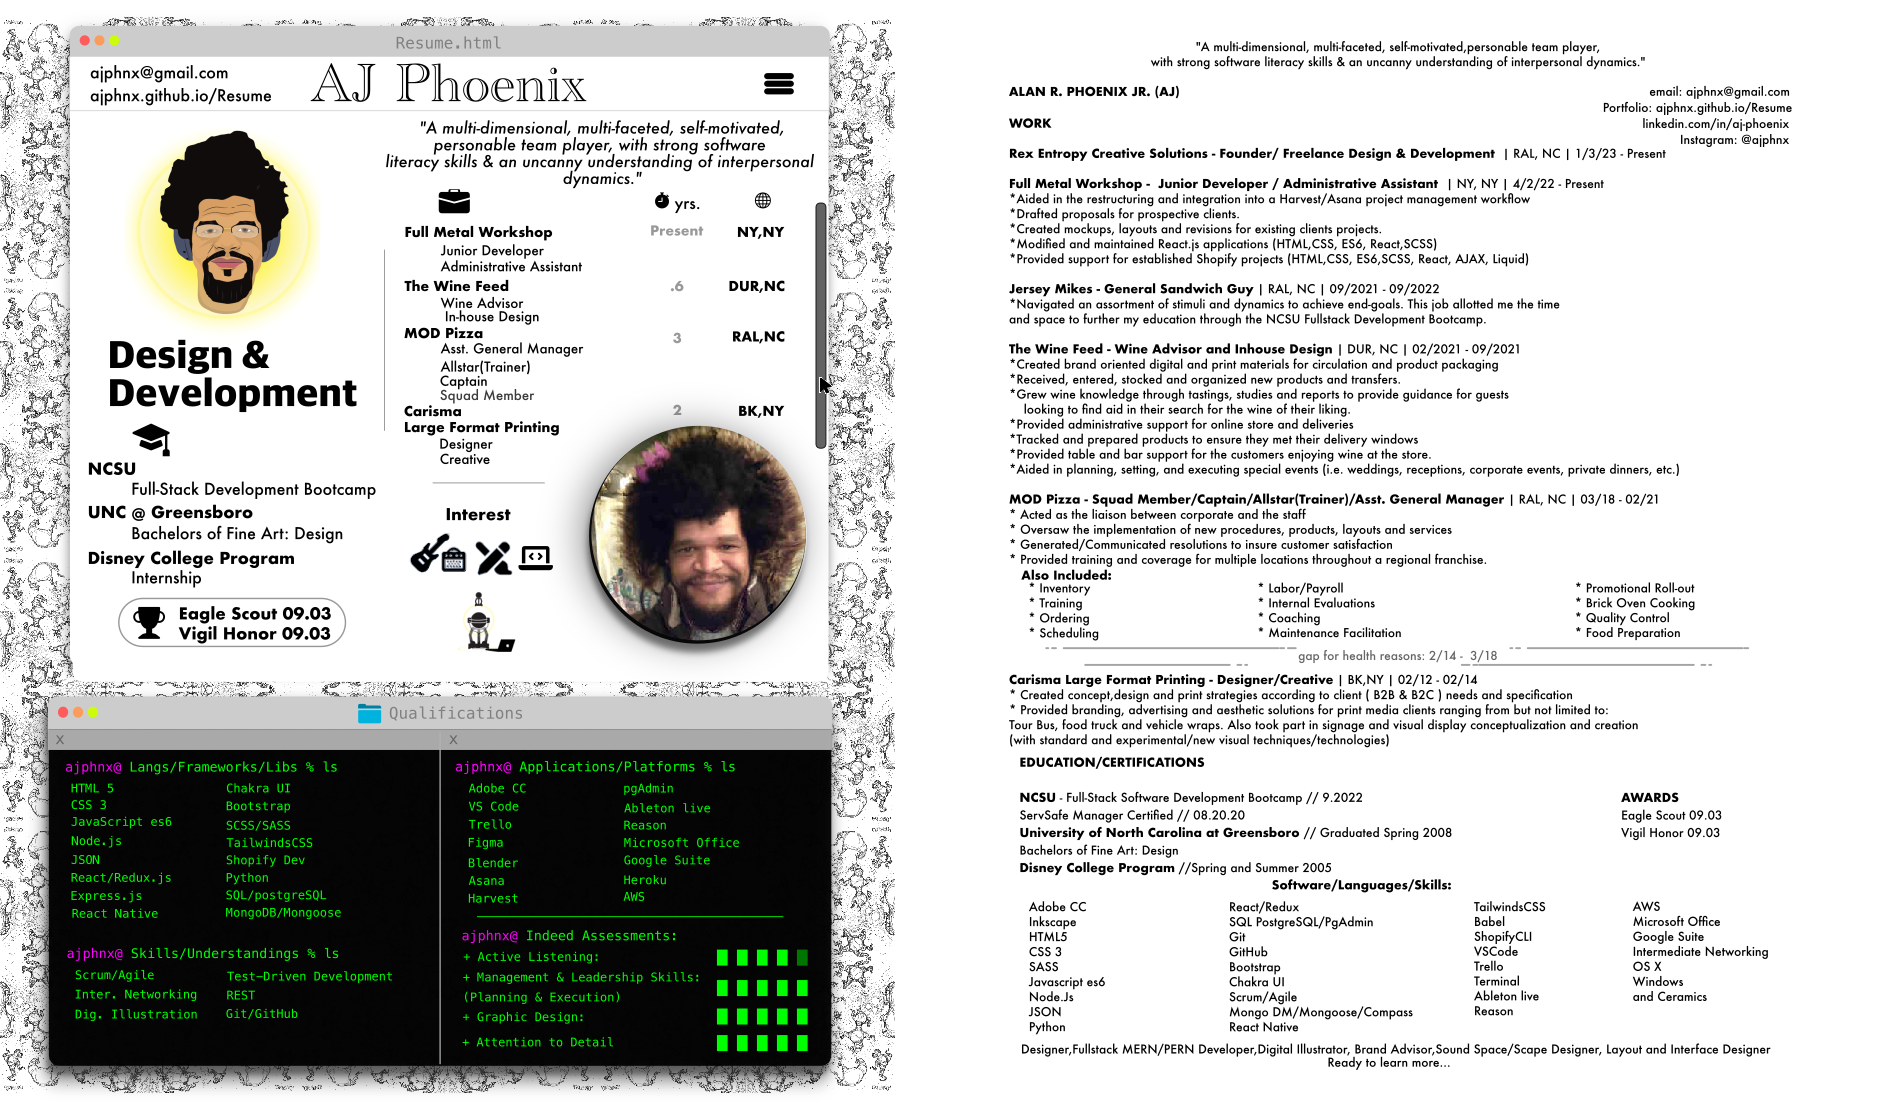 Resume.html
ajphnx@gmail.com
ajphnx.github.io/Resume
AJ Phoenix
"A multi-dimensional, multi-faceted, self-motivated,
personable team player, with strong software
literacy skills & an uncanny understanding of interpersonal
dynamics."
yrs.
Full Metal Workshop Present NY,NY
Junior Developer
Administrative Assistant
The Wine Feed .6 DUR,NC
Wine Advisor
In-house Design
MOD Pizza 3 RAL,NC
Asst. General Manager
Allstar(Trainer)
Captain
Squad Member
Carisma 2 BK,NY
Large Format Printing
Designer
Creative
Interest
Design &
Development
NCSU
Full-Stack Development Bootcamp
UNC @ Greensboro
Bachelors of Fine Art: Design
Disney College Program
Internship
Eagle Scout 09.03
Vigil Honor 09.03
Qualifications
X X
ajphnx@ Langs/Frameworks/Libs % ls
HTML 5 Chakra UI
CSS 3 Bootstrap
JavaScript es6 SCSS/SASS
Node.js TailwindsCSS
JSON Shopify Dev
React/Redux.js Python
Express.js SQL/postgreSQL
React Native MongoDB/Mongoose
ajphnx@ Skills/Understandings % ls
Scrum/Agile Test-Driven Development
Inter. Networking REST
Dig. Illustration Git/GitHub
ajphnx@ Applications/Platforms % ls
Adobe CC pgAdmin
VS Code Ableton live
Trello Reason
Figma Microsoft Office
Blender Google Suite
Asana Heroku
Harvest AWS
ajphnx@ Indeed Assessments:
+ Active Listening:
+ Management & Leadership Skills:
(Planning & Execution)
+ Graphic Design:
+ Attention to Detail
"A multi-dimensional, multi-faceted, self-motivated,personable team player,
with strong software literacy skills & an uncanny understanding of interpersonal dynamics."
ALAN R. PHOENIX JR. (AJ) email: ajphnx@gmail.com
Portfolio: ajphnx.github.io/Resume
WORK linkedin.com/in/aj-phoenix
Instagram: @ajphnx
Rex Entropy Creative Solutions - Founder/ Freelance Design & Development | RAL, NC | 1/3/23 - Present
Full Metal Workshop - Junior Developer / Administrative Assistant | NY, NY | 4/2/22 - Present
*Aided in the restructuring and integration into a Harvest/Asana project management workflow
*Drafted proposals for prospective clients.
*Created mockups, layouts and revisions for existing clients projects.
*Modified and maintained React.js applications (HTML,CSS, ES6, React,SCSS)
*Provided support for established Shopify projects (HTML,CSS, ES6,SCSS, React, AJAX, Liquid)
Jersey Mikes - General Sandwich Guy | RAL, NC | 09/2021 - 09/2022
*Navigated an assortment of stimuli and dynamics to achieve end-goals. This job allotted me the time
and space to further my education through the NCSU Fullstack Development Bootcamp.
The Wine Feed - Wine Advisor and Inhouse Design | DUR, NC | 02/2021 - 09/2021
*Created brand oriented digital and print materials for circulation and product packaging
*Received, entered, stocked and organized new products and transfers.
*Grew wine knowledge through tastings, studies and reports to provide guidance for guests
looking to find aid in their search for the wine of their liking.
*Provided administrative support for online store and deliveries
*Tracked and prepared products to ensure they met their delivery windows
*Provided table and bar support for the customers enjoying wine at the store.
*Aided in planning, setting, and executing special events (i.e. weddings, receptions, corporate events, private dinners, etc.)
MOD Pizza - Squad Member/Captain/Allstar(Trainer)/Asst. General Manager | RAL, NC | 03/18 - 02/21
* Acted as the liaison between corporate and the staff
* Oversaw the implementation of new procedures, products, layouts and services
* Generated/Communicated resolutions to insure customer satisfaction
* Provided training and coverage for multiple locations throughout a regional franchise.
Also Included:
* Inventory * Labor/Payroll * Promotional Roll-out
* Training * Internal Evaluations * Brick Oven Cooking
* Ordering * Coaching * Quality Control
* Scheduling * Maintenance Facilitation * Food Preparation
gap for health reasons: 2/14 - 3/18
Carisma Large Format Printing - Designer/Creative | BK,NY | 02/12 - 02/14
* Created concept,design and print strategies according to client ( B2B & B2C ) needs and specification
* Provided branding, advertising and aesthetic solutions for print media clients ranging from but not limited to:
Tour Bus, food truck and vehicle wraps. Also took part in signage and visual display conceptualization and creation
(with standard and experimental/new visual techniques/technologies)
EDUCATION/CERTIFICATIONS
NCSU - Full-Stack Software Development Bootcamp // 9.2022 AWARDS
ServSafe Manager Certified // 08.20.20 Eagle Scout 09.03
University of North Carolina at Greensboro // Graduated Spring 2008 Vigil Honor 09.03
Bachelors of Fine Art: Design
Disney College Program //Spring and Summer 2005
Software/Languages/Skills:
Adobe CC React/Redux TailwindsCSS AWS
Inkscape SQL PostgreSQL/PgAdmin Babel Microsoft Office
HTML5 Git ShopifyCLI Google Suite
CSS 3 GitHub VSCode Intermediate Networking
SASS Bootstrap Trello OS X
Javascript es6 Chakra UI Terminal Windows
Node.Js Scrum/Agile Ableton live and Ceramics
JSON Mongo DM/Mongoose/Compass Reason
Python React Native
Designer,Fullstack MERN/PERN Developer,Digital Illustrator, Brand Advisor,Sound Space/Scape Designer, Layout and Interface Designer
Ready to learn more...